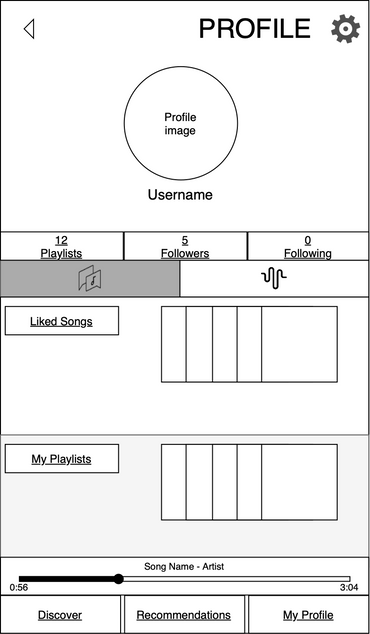 PROFILE
Profile
image
Username
12
Playlists
5
Followers
0
Following
Liked Songs
My Playlists
Song Name - Artist
0:56
3:04
Discover
Recommendations
My Profile